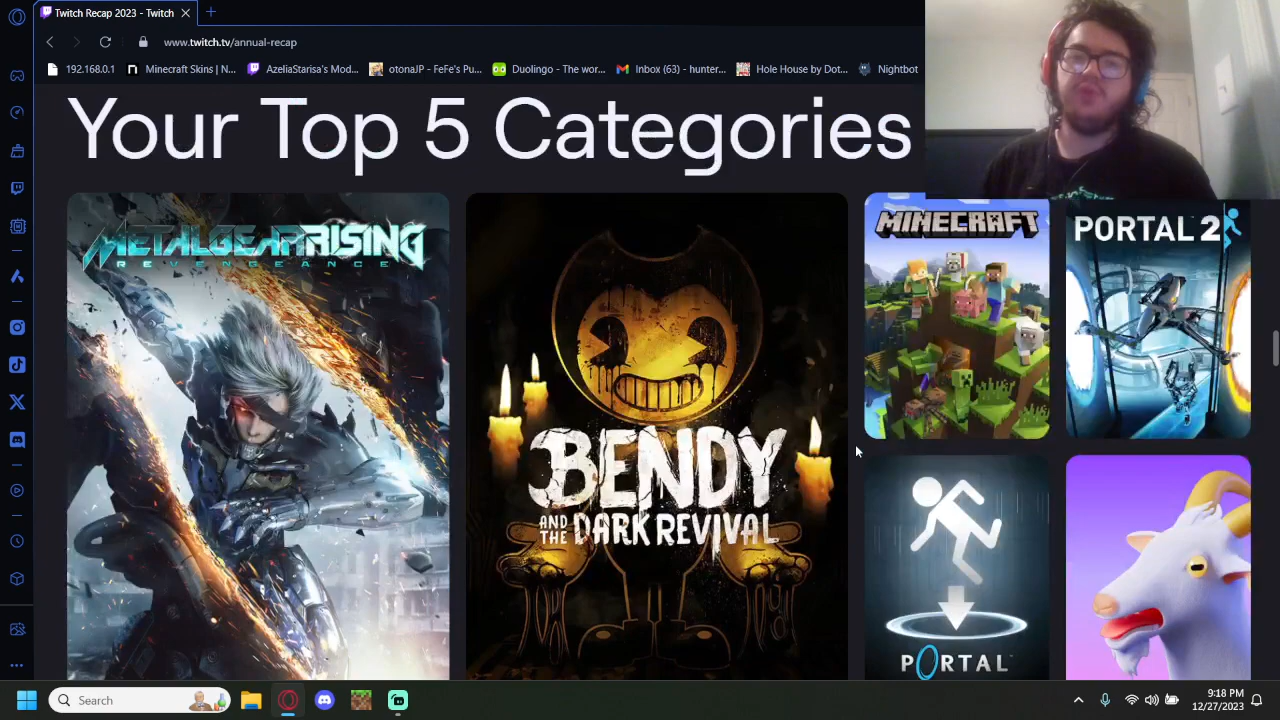 Twitch Recap 2023 - Twitch
www.twitch.tv/annual-recap
192.168.0.1
Minecraft Skins | N...
AzeliaStarisa's Mod...
otonaJP - FeFe's Pu...
Duolingo - The wor...
Inbox (63) - hunter...
Hole House by Dot...
Nightbot
Your Top 5 Categories
METAL GEAR RISING
REVENGEANCE
BENDY
AND THE DARK REVIVAL
MINECRAFT
PORTAL 2
PORTAL™
Search
9:18 PM
12/27/2023